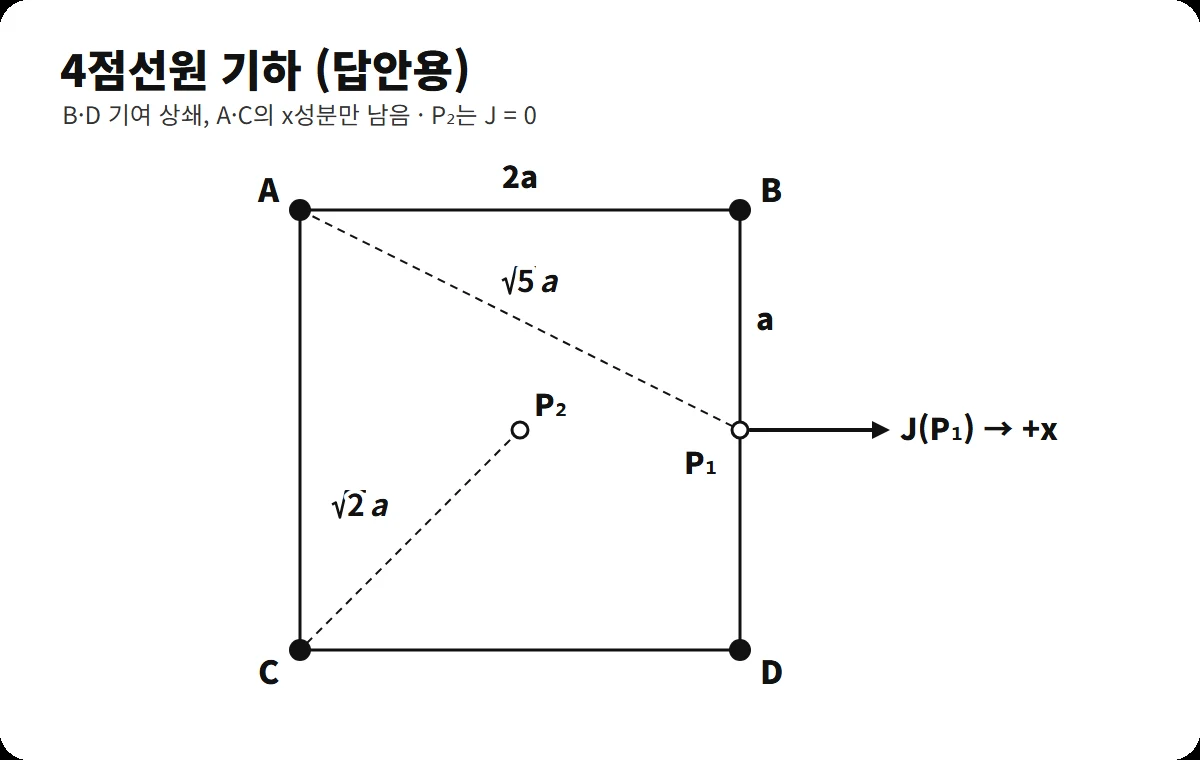 4점선원 기하 (답안용)
B·D 기여 상쇄, A·C의 x성분만 남음 · P₂는 J = 0
2a
A
B
√5 a
a
P₂
J(P₁) → +x
P₁
√2 a
C
D